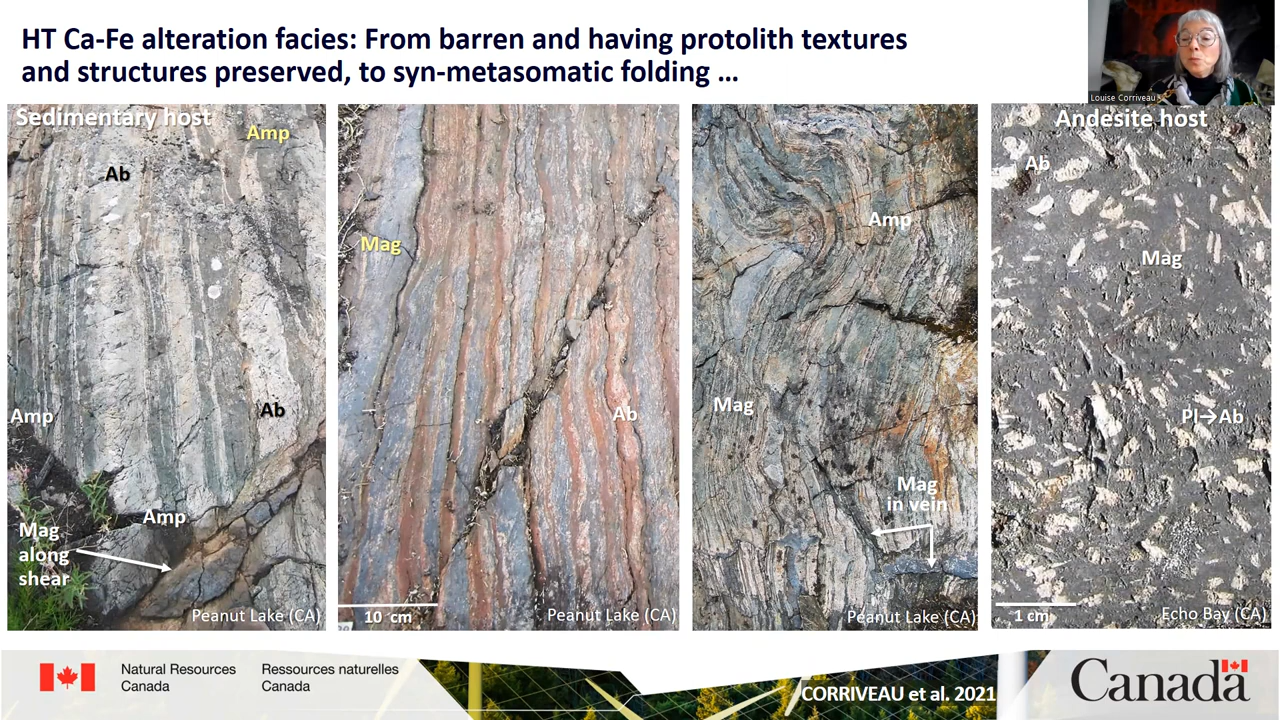 HT Ca-Fe alteration facies: From barren and having protolith textures
and structures preserved, to syn-metasomatic folding ...
Louise Corriveau
Sedimentary host
Amp
Ab
Amp
Ab
Amp
Mag
along
shear
Peanut Lake (CA)
Mag
Ab
10 cm
Peanut Lake (CA)
Amp
Mag
Mag
in vein
Peanut Lake (CA)
Andesite host
Ab
Mag
Pl→Ab
1 cm
Echo Bay (CA)
Natural Resources
Canada
Ressources naturelles
Canada
CORRIVEAU et al. 2021
Canada